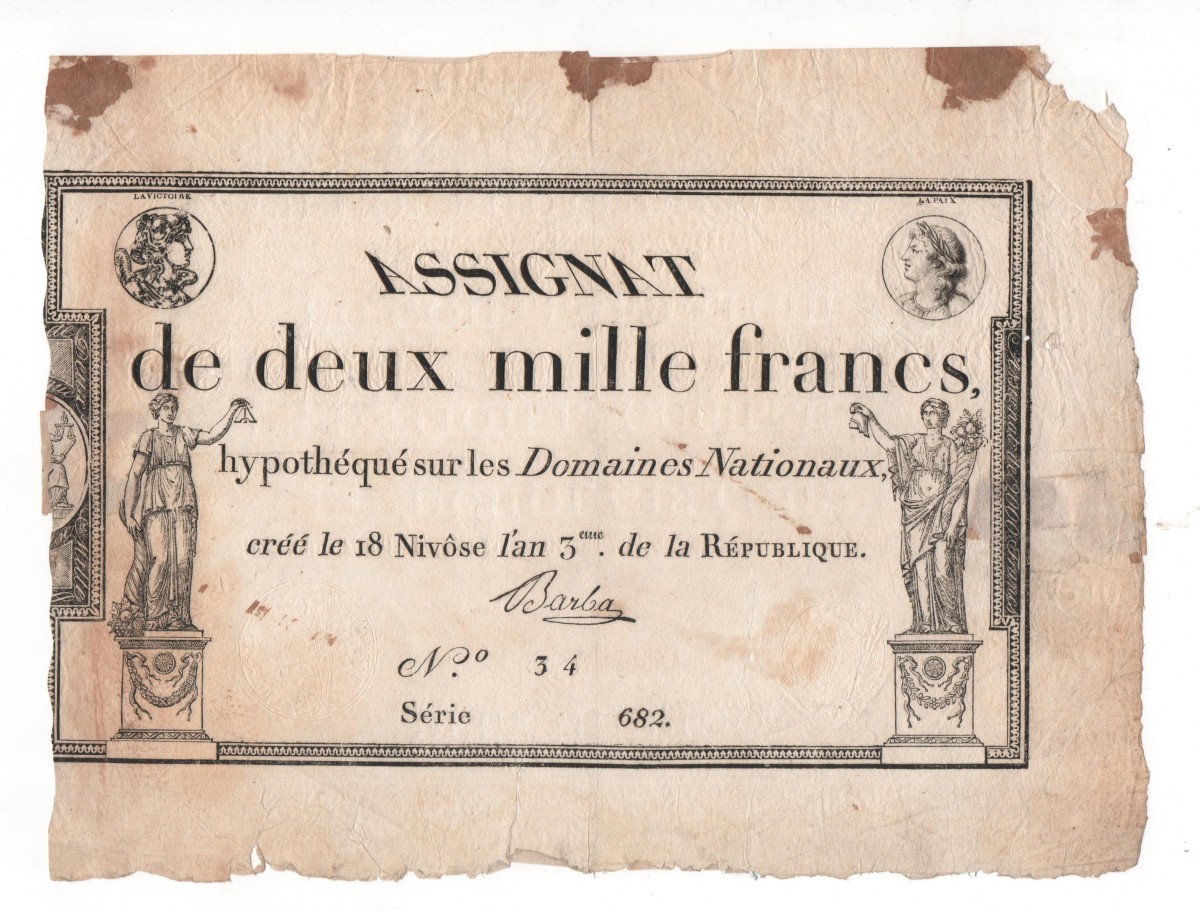 LA VICTOIRE
LA PAIX
ASSIGNAT
de deux mille francs,
hypothéqué sur les Domaines Nationaux,
créé le 18 Nivôse l'an 3eme. de la RÉPUBLIQUE.
Barba
N.º 34
Série 682.